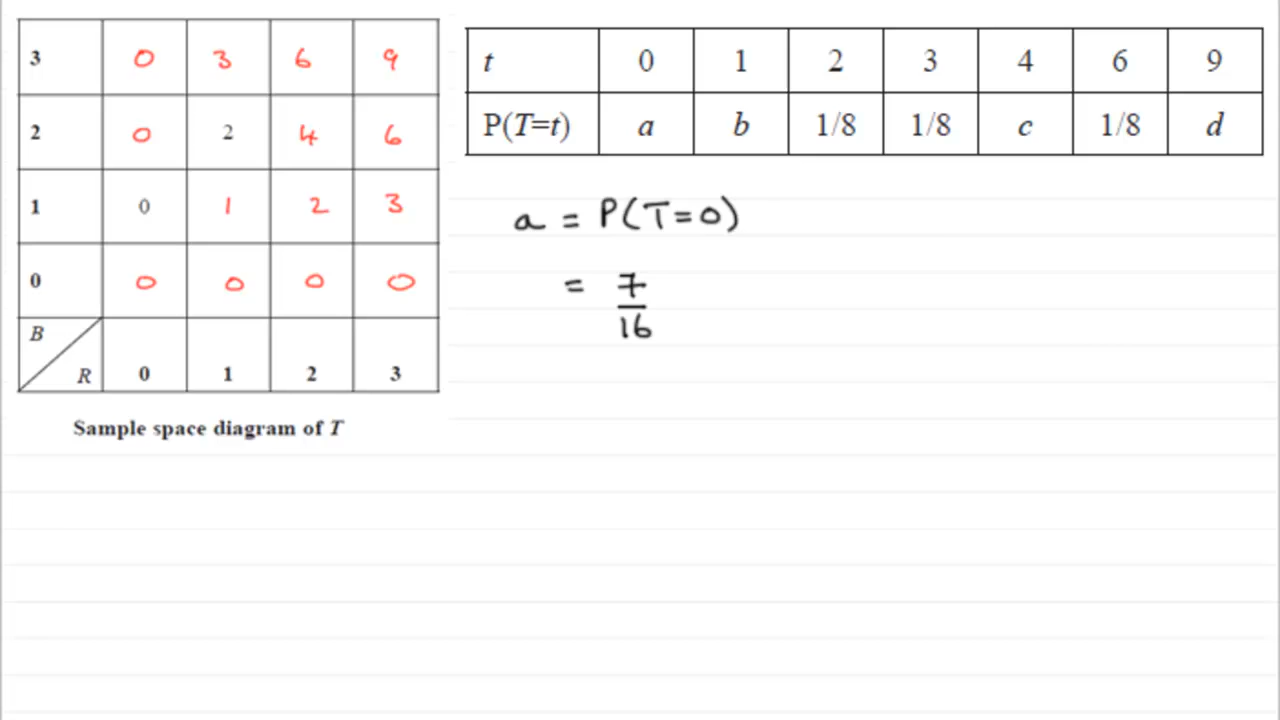 3 0 3 6 9
2 0 2 4 6
1 0 1 2 3
0 0 0 0 0
B
R 0 1 2 3
Sample space diagram of T
t 0 1 2 3 4 6 9
P(T=t) a b 1/8 1/8 c 1/8 d
a = P(T=0)
= 7/16